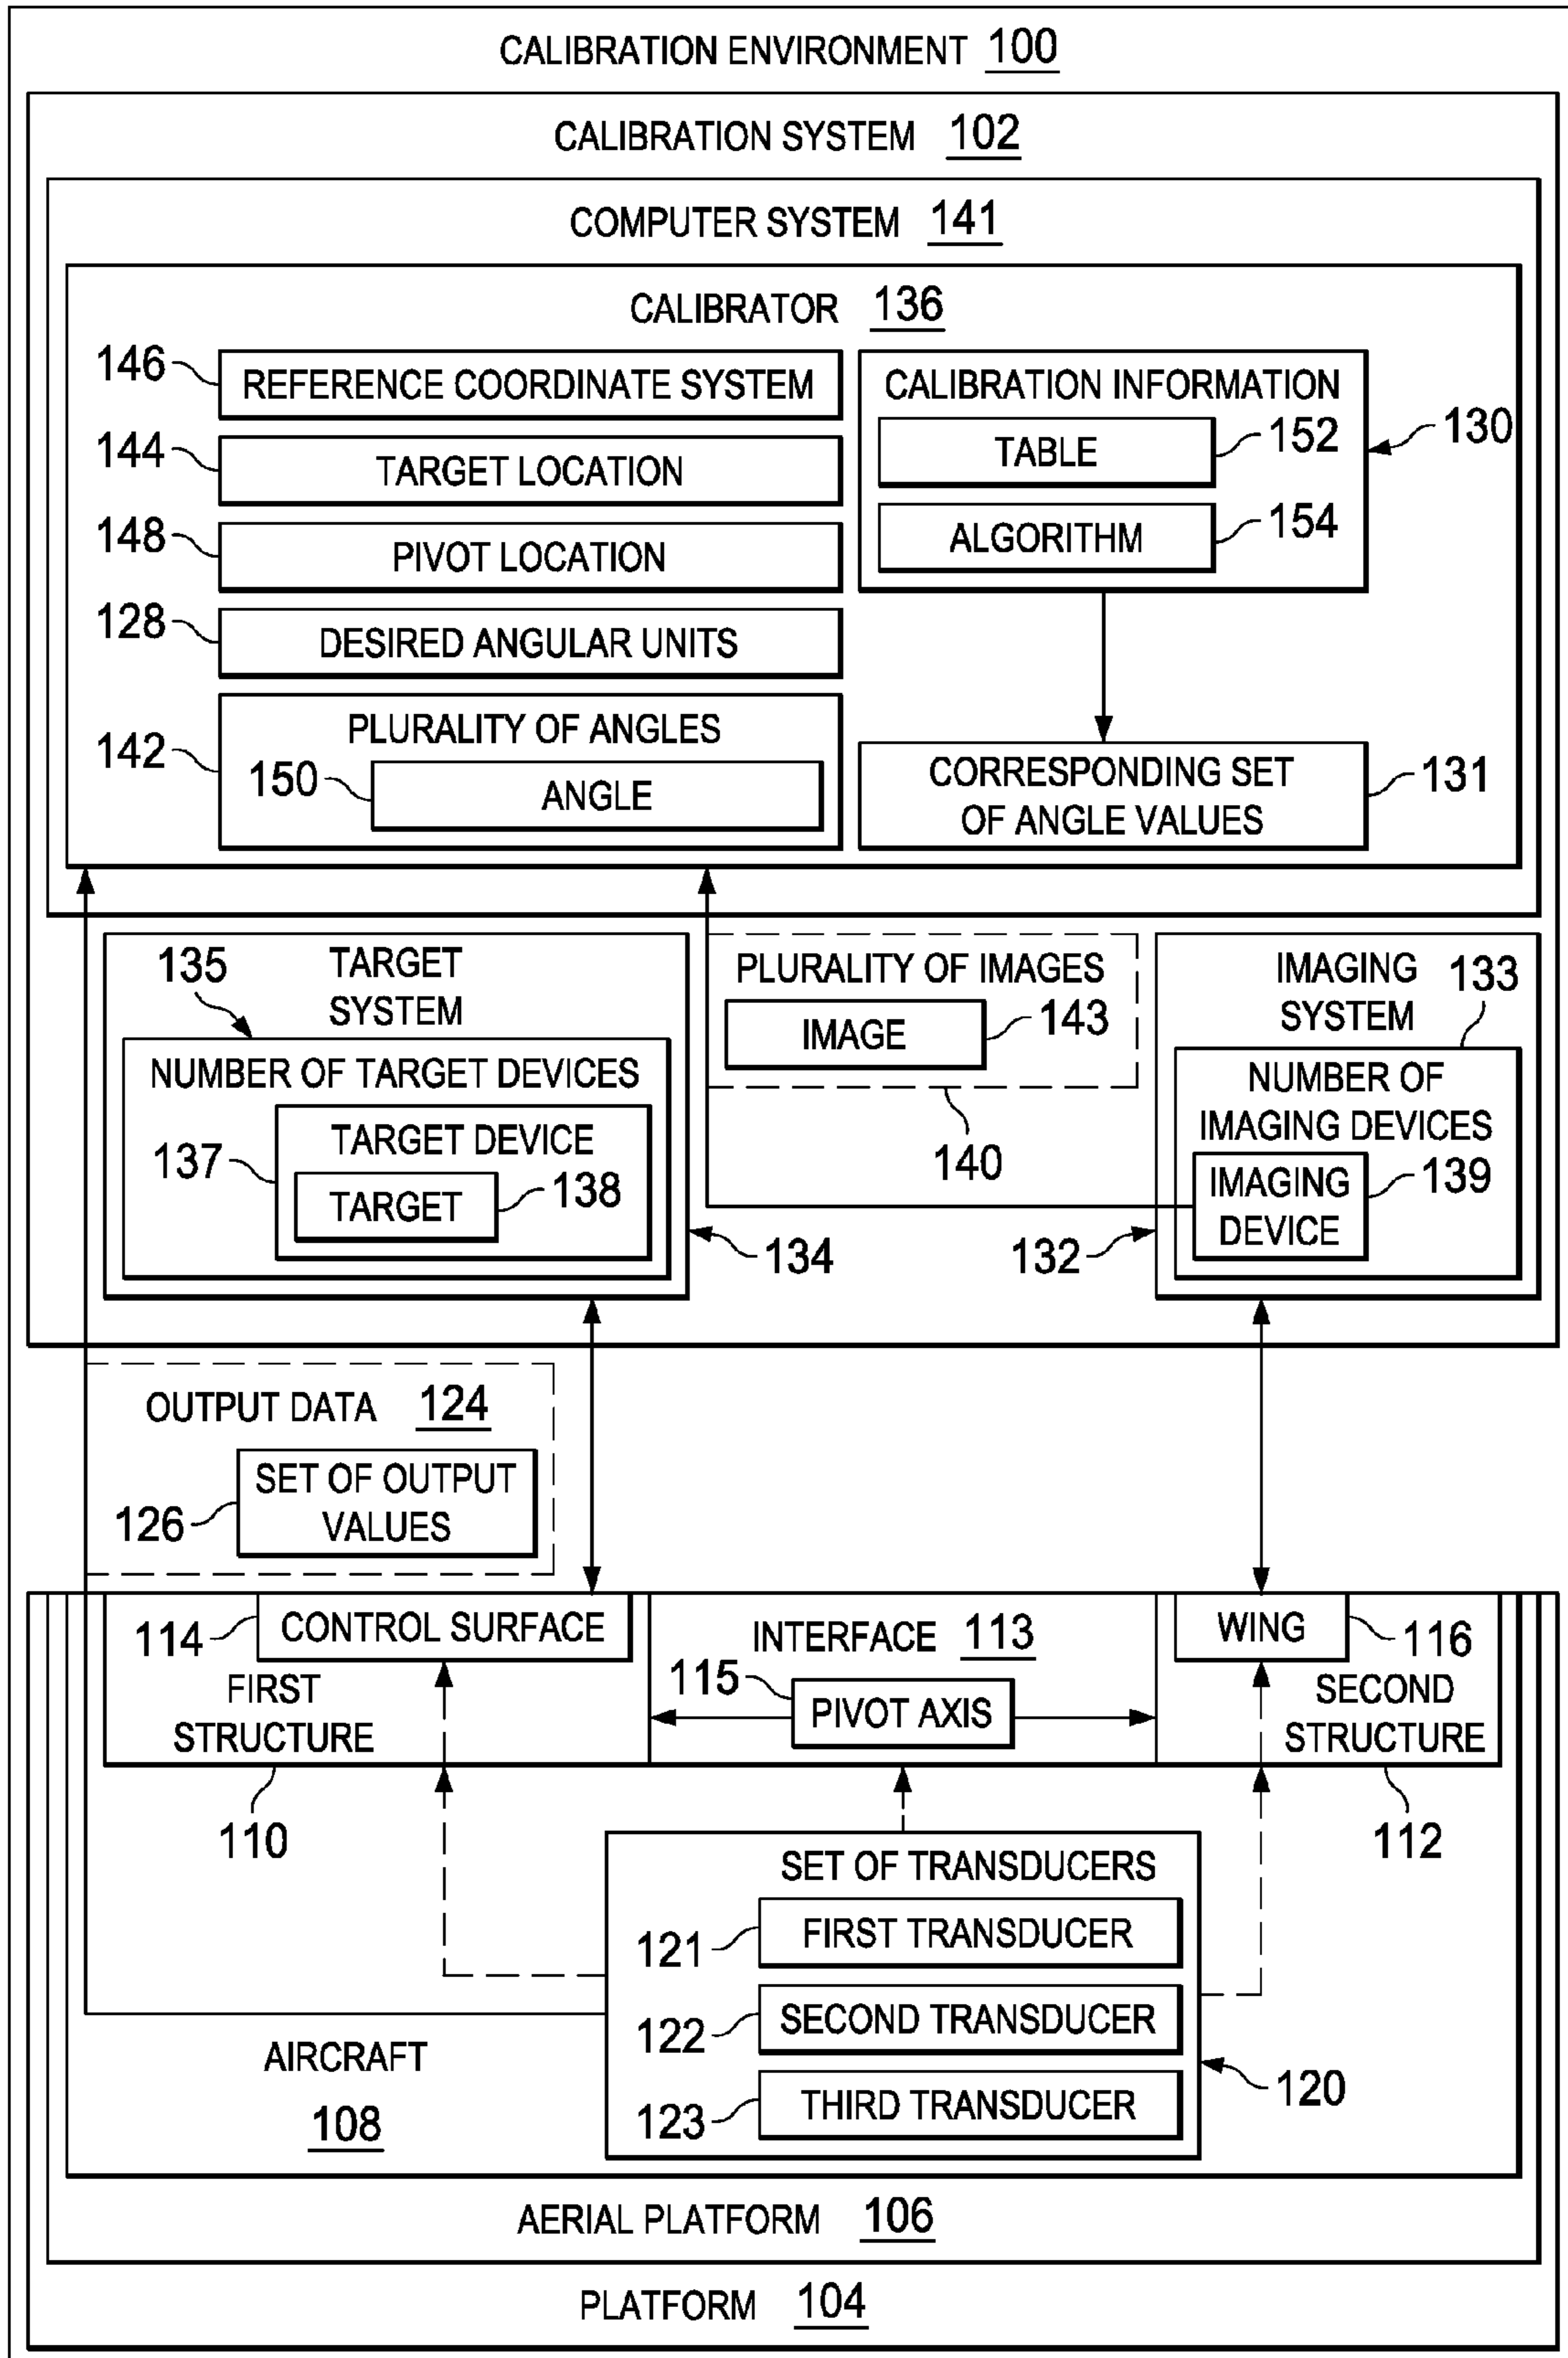 CALIBRATION ENVIRONMENT 100
CALIBRATION SYSTEM 102
COMPUTER SYSTEM 141
CALIBRATOR 136
146
REFERENCE COORDINATE SYSTEM
144
TARGET LOCATION
148
PIVOT LOCATION
128
DESIRED ANGULAR UNITS
142
PLURALITY OF ANGLES
150
ANGLE
CALIBRATION INFORMATION
130
TABLE
152
ALGORITHM
154
CORRESPONDING SET
OF ANGLE VALUES
131
135
TARGET
SYSTEM
NUMBER OF TARGET DEVICES
137
TARGET DEVICE
TARGET
138
134
PLURALITY OF IMAGES
IMAGE
143
140
IMAGING
SYSTEM
133
NUMBER OF
IMAGING DEVICES
IMAGING
DEVICE
139
132
OUTPUT DATA 124
SET OF OUTPUT
VALUES
126
114
CONTROL SURFACE
FIRST
STRUCTURE
110
INTERFACE 113
115
PIVOT AXIS
WING
116
SECOND
STRUCTURE
112
SET OF TRANSDUCERS
121
FIRST TRANSDUCER
122
SECOND TRANSDUCER
123
THIRD TRANSDUCER
120
AIRCRAFT
108
AERIAL PLATFORM 106
PLATFORM 104